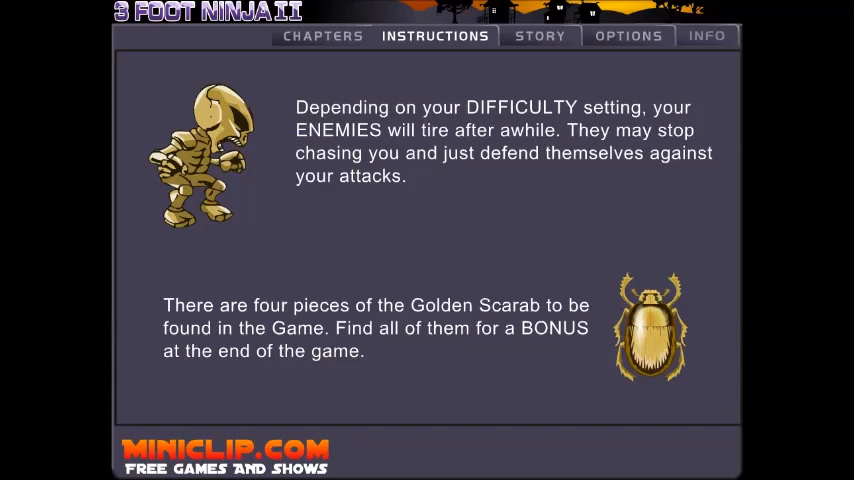 3 FOOT NINJA II
CHAPTERS INSTRUCTIONS STORY OPTIONS INFO
Depending on your DIFFICULTY setting, your
ENEMIES will tire after awhile. They may stop
chasing you and just defend themselves against
your attacks.
There are four pieces of the Golden Scarab to be
found in the Game. Find all of them for a BONUS
at the end of the game.
MINICLIP.COM
FREE GAMES AND SHOWS